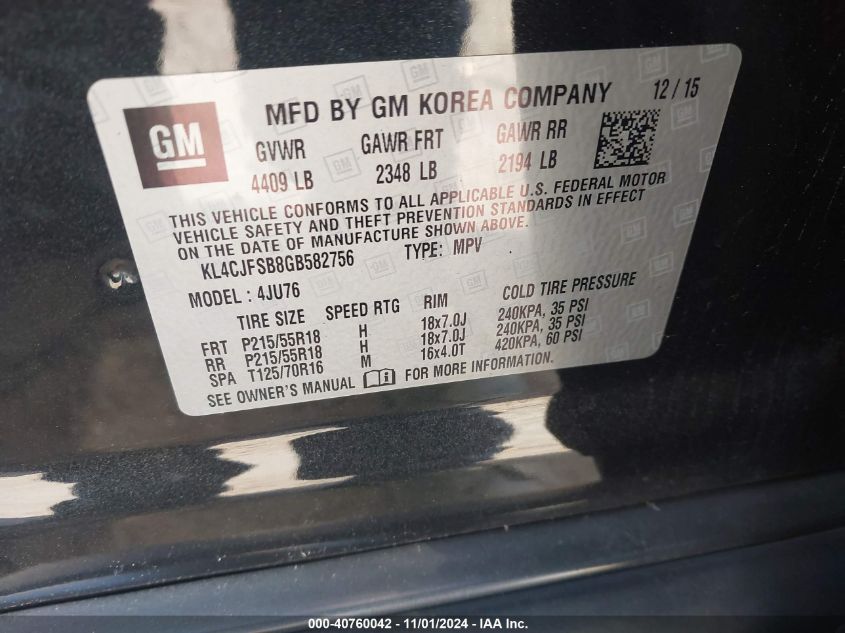 GM
MFD BY GM KOREA COMPANY 12 / 15
GVWR GAWR FRT GAWR RR
4409 LB 2348 LB 2194 LB
THIS VEHICLE CONFORMS TO ALL APPLICABLE U.S. FEDERAL MOTOR
VEHICLE SAFETY AND THEFT PREVENTION STANDARDS IN EFFECT
ON THE DATE OF MANUFACTURE SHOWN ABOVE.
KL4CJFSB8GB582756 TYPE: MPV
MODEL : 4JU76
TIRE SIZE SPEED RTG RIM COLD TIRE PRESSURE
FRT P215/55R18 H 18x7.0J 240KPA, 35 PSI
RR P215/55R18 H 18x7.0J 240KPA, 35 PSI
SPA T125/70R16 M 16x4.0T 420KPA, 60 PSI
SEE OWNER'S MANUAL FOR MORE INFORMATION.
000-40760042 - 11/01/2024 - IAA Inc.